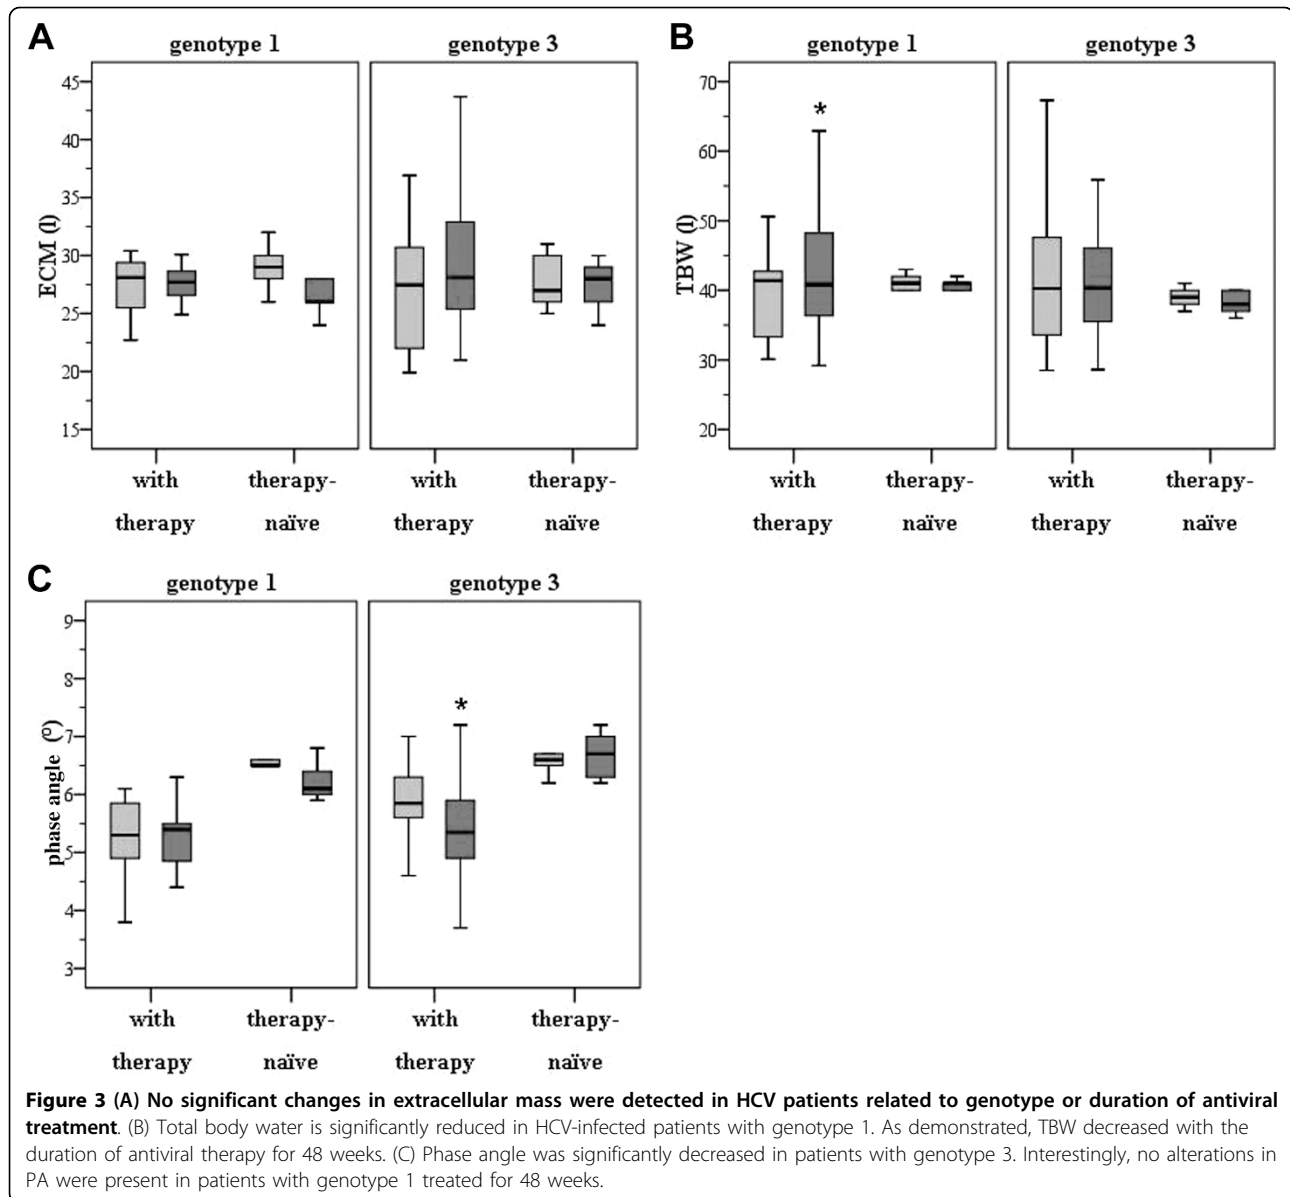 A
genotype 1 genotype 3
ECM (l)
45
40
35
30
25
20
15
with therapy therapy-naïve with therapy therapy-naïve
B
genotype 1 genotype 3
TBW (l)
70
60
50
40
30
20
*
with therapy therapy-naïve with therapy therapy-naïve
C
genotype 1 genotype 3
phase angle (º)
9
8
7
6
5
4
3
*
with therapy therapy-naïve with therapy therapy-naïve
Figure 3 (A) No significant changes in extracellular mass were detected in HCV patients related to genotype or duration of antiviral
treatment. (B) Total body water is significantly reduced in HCV-infected patients with genotype 1. As demonstrated, TBW decreased with the
duration of antiviral therapy for 48 weeks. (C) Phase angle was significantly decreased in patients with genotype 3. Interestingly, no alterations in
PA were present in patients with genotype 1 treated for 48 weeks.